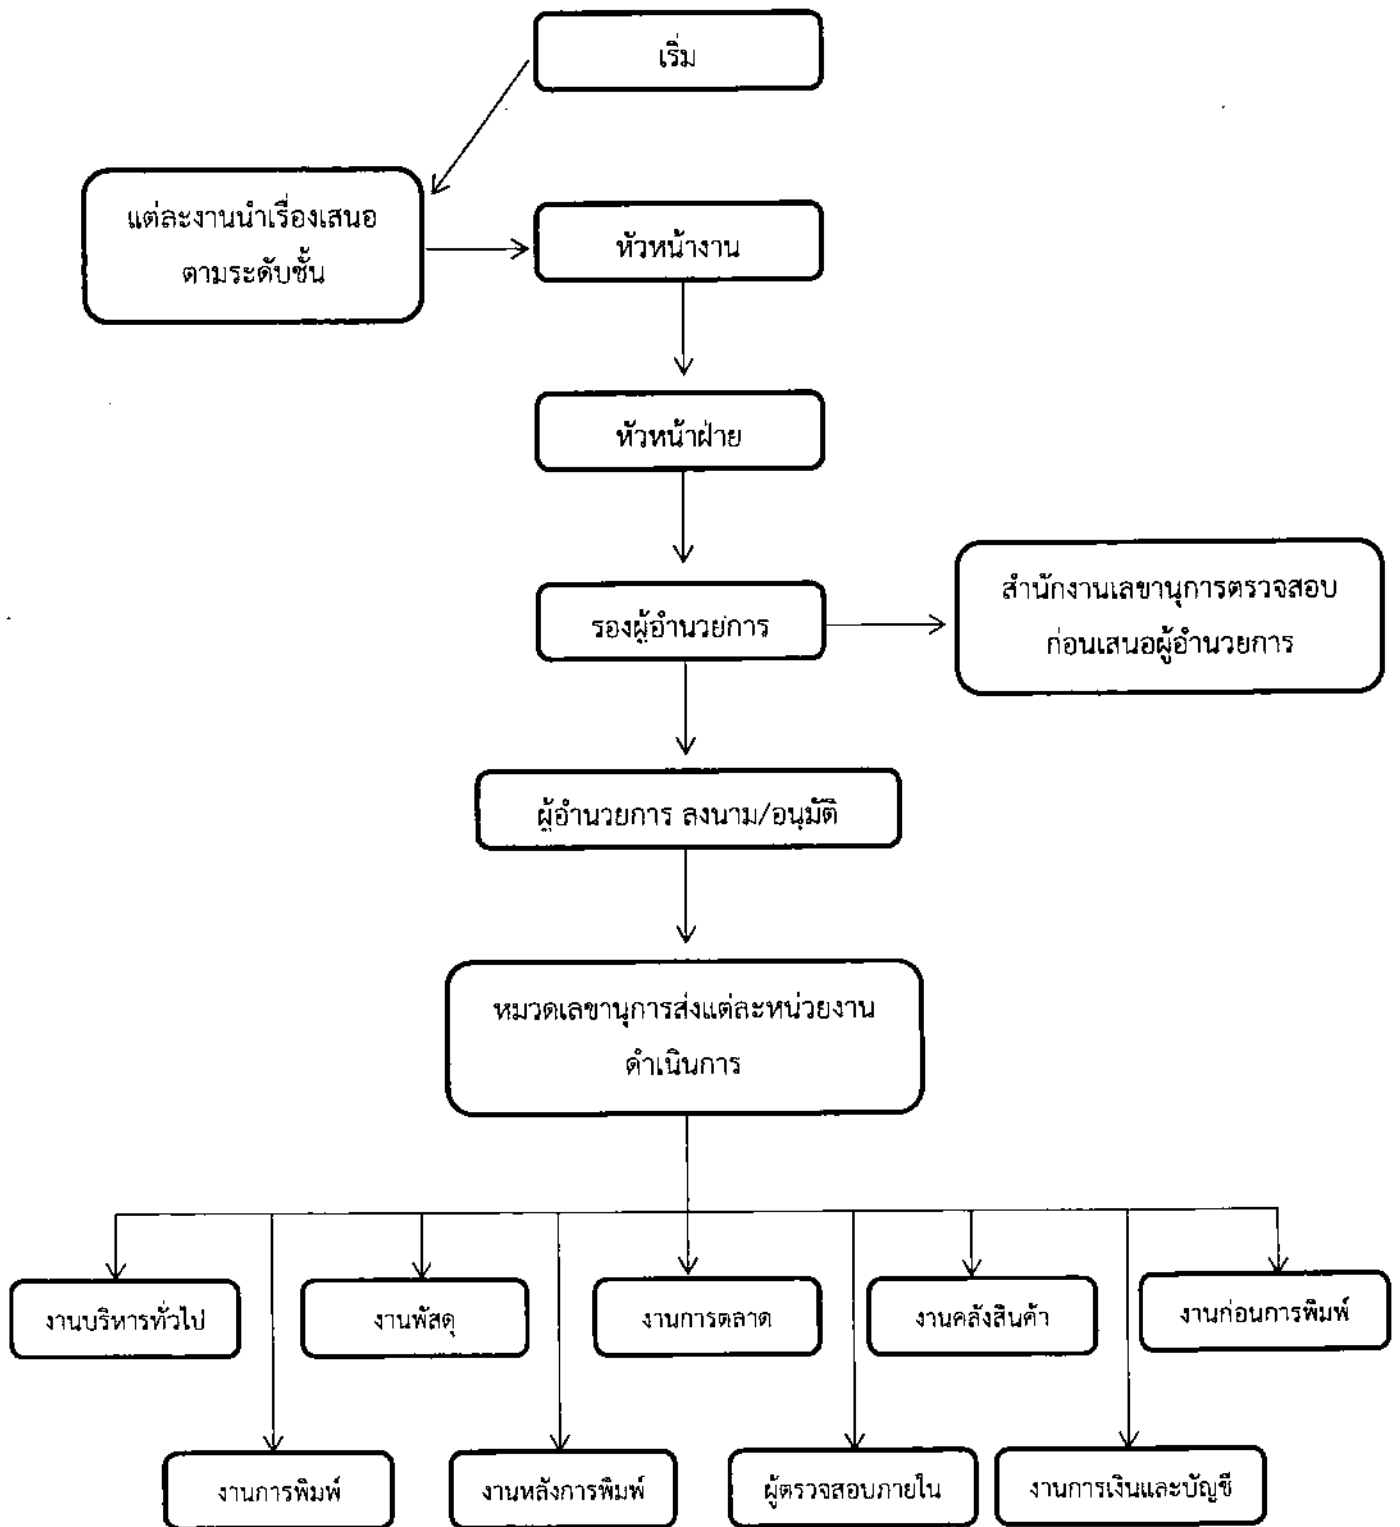 เริ่ม
แต่ละงานนำเรื่องเสนอ
ตามระดับชั้น
หัวหน้างาน
หัวหน้าฝ่าย
รองผู้อำนวยการ
สำนักงานเลขานุการตรวจสอบ
ก่อนเสนอผู้อำนวยการ
ผู้อำนวยการ ลงนาม/อนุมัติ
หมวดเลขานุการส่งแต่ละหน่วยงาน
ดำเนินการ
งานบริหารทั่วไป
งานพัสดุ
งานการตลาด
งานคลังสินค้า
งานก่อนการพิมพ์
งานการพิมพ์
งานหลังการพิมพ์
ผู้ตรวจสอบภายใน
งานการเงินและบัญชี